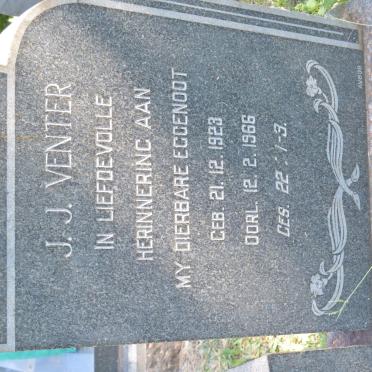 J. J. VENTER
IN LIEFDEVOLLE
HERINNERING AAN
MY DIERBARE EGGENOOT
GEB. 21. 12. 1923
OORL. 12. 2. 1966
GES. 22 : 1-3.